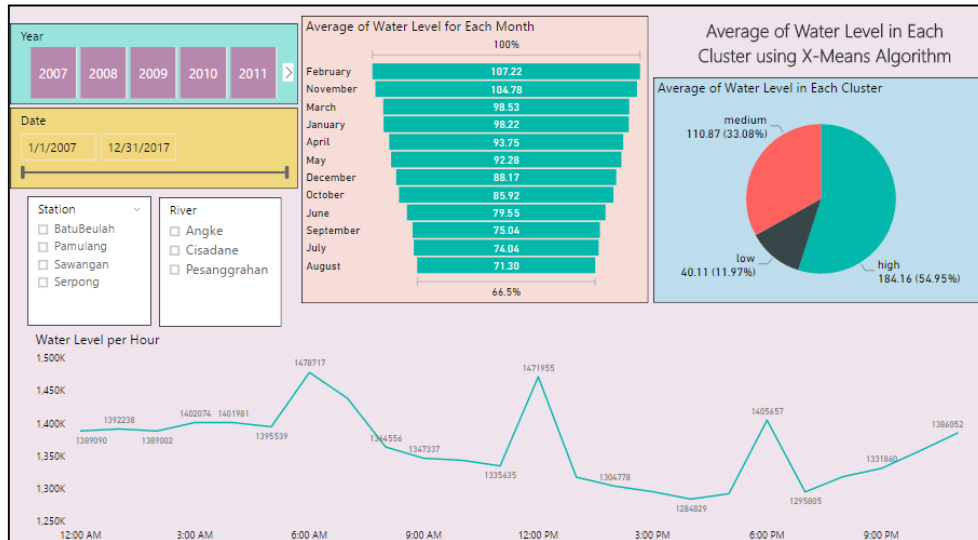 Year
2007 2008 2009 2010 2011
Date
1/1/2007 12/31/2017
Station
BatuBeulah
Pamulang
Sawangan
Serpong
River
Angke
Cisadane
Pesanggrahan
Average of Water Level for Each Month
100%
February 107.22
November 104.78
March 98.53
January 98.22
April 93.75
May 92.28
December 88.17
October 85.92
June 79.55
September 75.04
July 74.04
August 71.30
66.5%
Average of Water Level in Each
Cluster using X-Means Algorithm
Average of Water Level in Each Cluster
medium
110.87 (33.08%)
low
40.11 (11.97%)
high
184.16 (54.95%)
Water Level per Hour
1,500K
1,450K
1,400K
1,350K
1,300K
1,250K
1389090
1392238
1389002
1402074
1401981
1395539
1478717
1364556
1347337
1335635
1471955
1304778
1284829
1405657
1295805
1331860
1386052
12:00 AM 3:00 AM 6:00 AM 9:00 AM 12:00 PM 3:00 PM 6:00 PM 9:00 PM